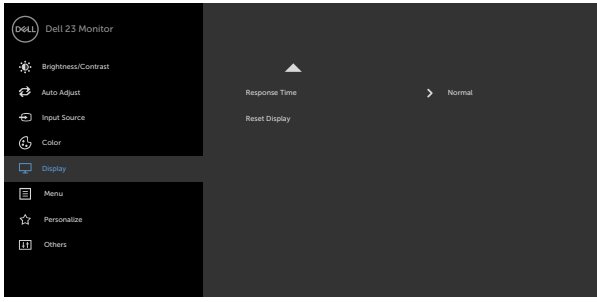 DELL Dell 23 Monitor
Brightness/Contrast
Auto Adjust Response Time Normal
Input Source Reset Display
Color
Display
Menu
Personalize
Others